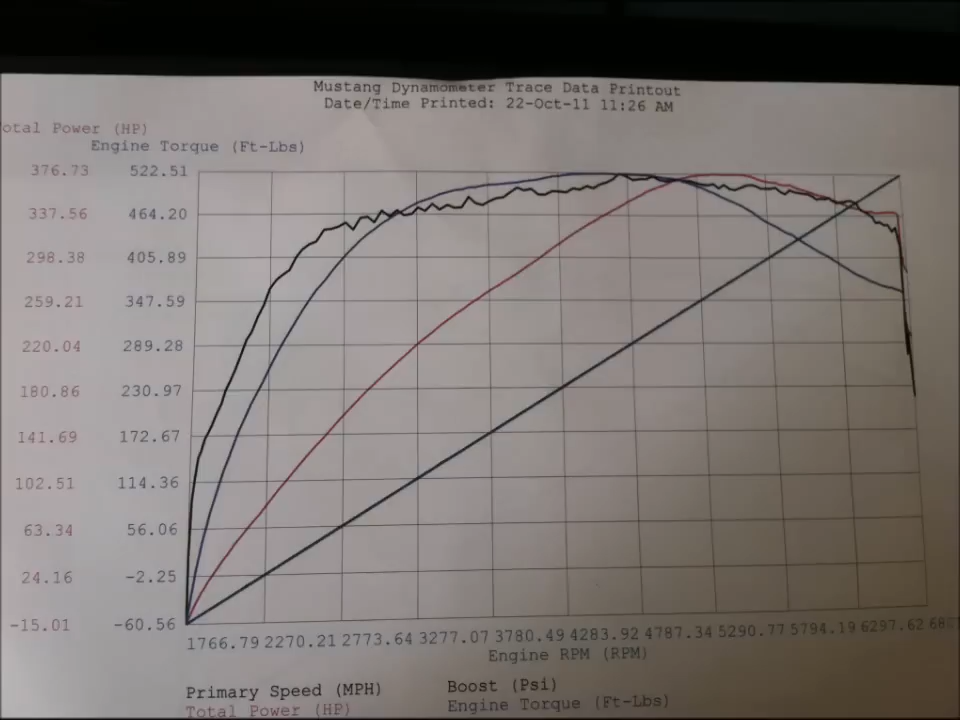 Mustang Dynamometer Trace Data Printout
Date/Time Printed: 22-Oct-11 11:26 AM
otal Power (HP)
Engine Torque (Ft-Lbs)
376.73 522.51
337.56 464.20
298.38 405.89
259.21 347.59
220.04 289.28
180.86 230.97
141.69 172.67
102.51 114.36
63.34 56.06
24.16 -2.25
-15.01 -60.56
1766.79 2270.21 2773.64 3277.07 3780.49 4283.92 4787.34 5290.77 5794.19 6297.62
Engine RPM (RPM)
Primary Speed (MPH) Boost (Psi)
Total Power (HP) Engine Torque (Ft-Lbs)